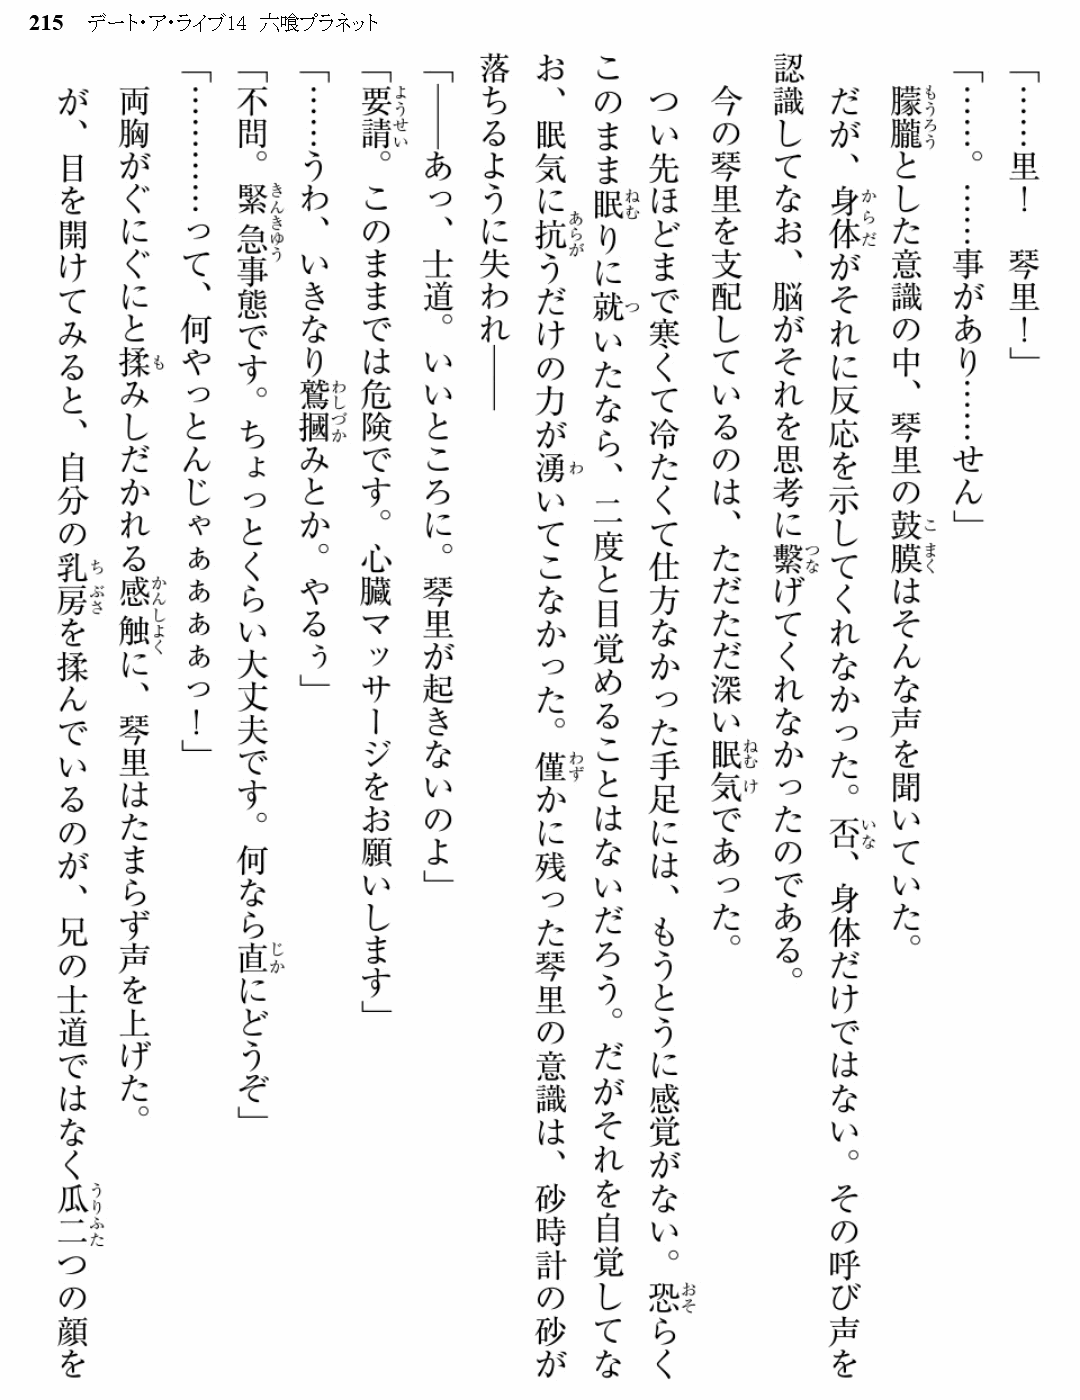 215 デート・ア・ライブ14 六喰プラネット
「……里！ 琴里！」
「……。……事があり……せん」
朦朧とした意識の中、琴里の鼓膜はそんな声を聞いていた。
だが、身体がそれに反応を示してくれなかった。否、身体だけではない。その呼び声を
認識してなお、脳がそれを思考に繋げてくれなかったのである。
今の琴里を支配しているのは、ただただ深い眠気であった。
つい先ほどまで寒くて冷たくて仕方なかった手足には、もうとうに感覚がない。恐らく
このまま眠りに就いたなら、二度と目覚めることはないだろう。だがそれを自覚してな
お、眠気に抗うだけの力が湧いてこなかった。僅かに残った琴里の意識は、砂時計の砂が
落ちるように失われ――
「――あっ、士道。いいところに。琴里が起きないのよ」
「要請。このままでは危険です。心臓マッサージをお願いします」
「……うわ、いきなり鷲摑みとか。やるぅ」
「不問。緊急事態です。ちょっとくらい大丈夫です。何なら直にどうぞ」
「…………って、何やっとんじゃぁぁぁぁっ！」
両胸がぐにぐにと揉みしだかれる感触に、琴里はたまらず声を上げた。
が、目を開けてみると、自分の乳房を揉んでいるのが、兄の士道ではなく瓜二つの顔を